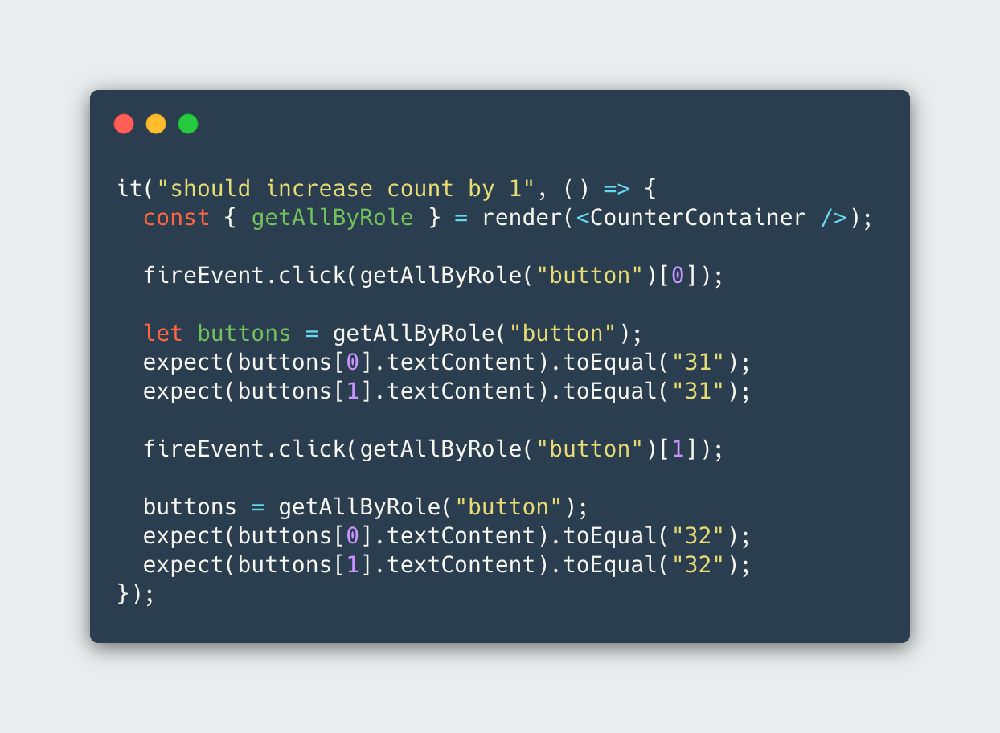 it("should increase count by 1", () => {
  const { getAllByRole } = render(<CounterContainer />);

  fireEvent.click(getAllByRole("button")[0]);

  let buttons = getAllByRole("button");
  expect(buttons[0].textContent).toEqual("31");
  expect(buttons[1].textContent).toEqual("31");

  fireEvent.click(getAllByRole("button")[1]);

  buttons = getAllByRole("button");
  expect(buttons[0].textContent).toEqual("32");
  expect(buttons[1].textContent).toEqual("32");
});